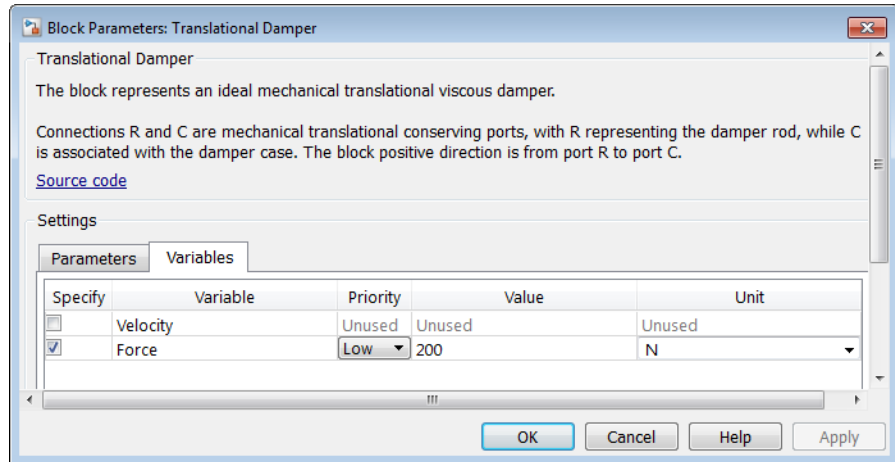 Block Parameters: Translational Damper
Translational Damper
The block represents an ideal mechanical translational viscous damper.
Connections R and C are mechanical translational conserving ports, with R representing the damper rod, while C
is associated with the damper case. The block positive direction is from port R to port C.
Source code
Settings
Parameters Variables
Specify Variable Priority Value Unit
Velocity Unused Unused Unused
Force Low 200 N
OK Cancel Help Apply